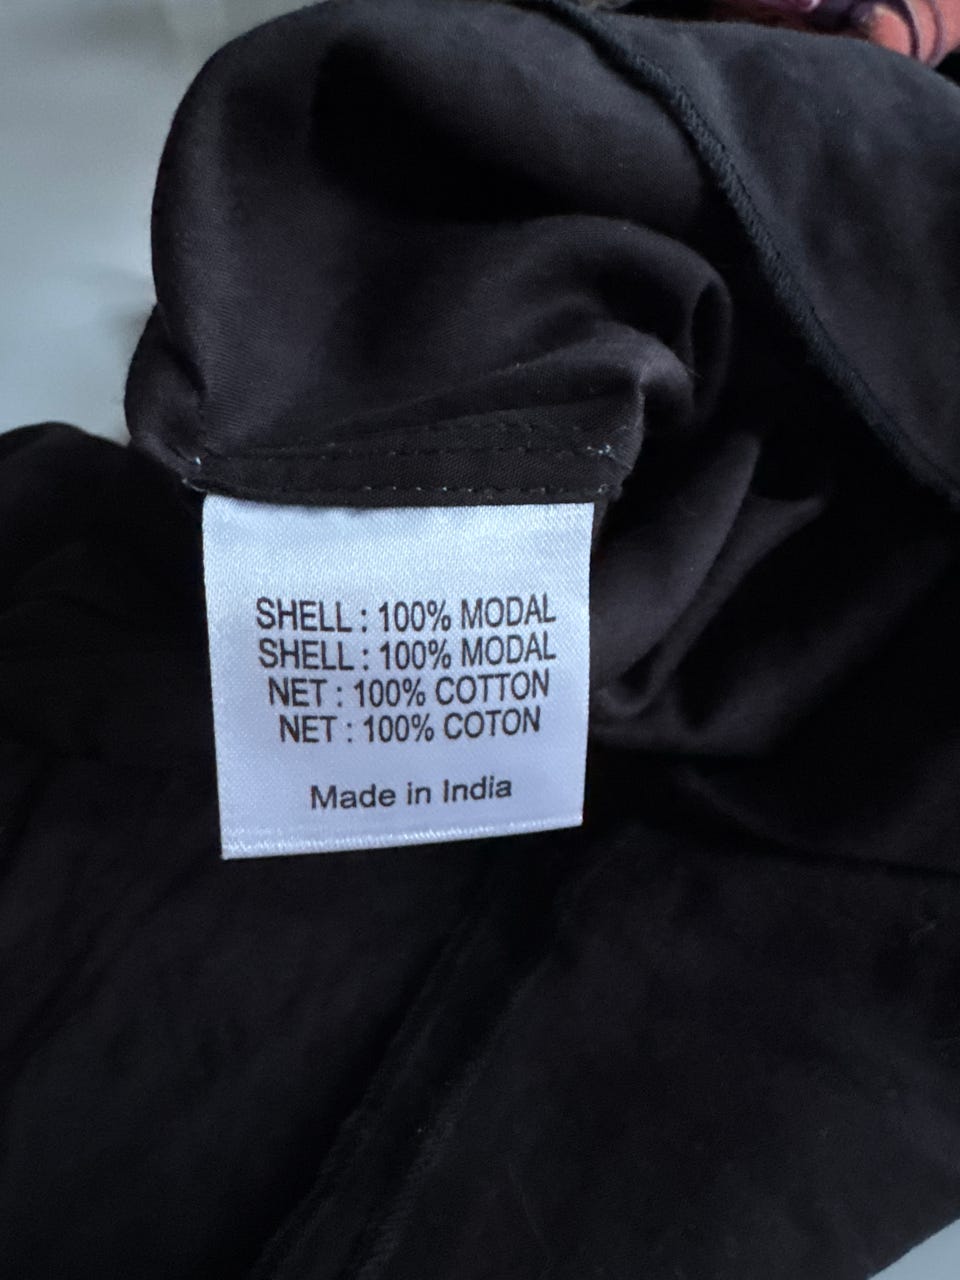 SHELL : 100% MODAL
SHELL : 100% MODAL
NET : 100% COTTON
NET : 100% COTON
Made in India